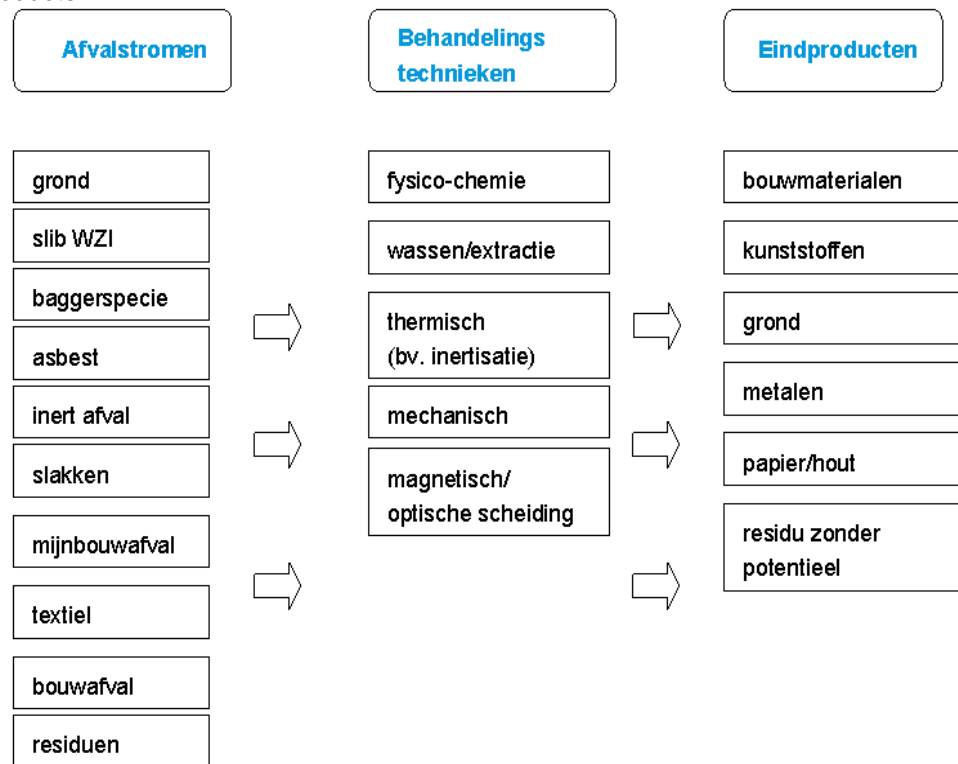 Afvalstromen
Behandelings
technieken
Eindproducten
grond
slib WZI
baggerspecie
asbest
inert afval
slakken
mijnbouwafval
textiel
bouwafval
residuen
fysico-chemie
wassen/extractie
thermisch
(bv. inertisatie)
mechanisch
magnetisch/
optische scheiding
bouwmaterialen
kunststoffen
grond
metalen
papier/hout
residu zonder
potentieel